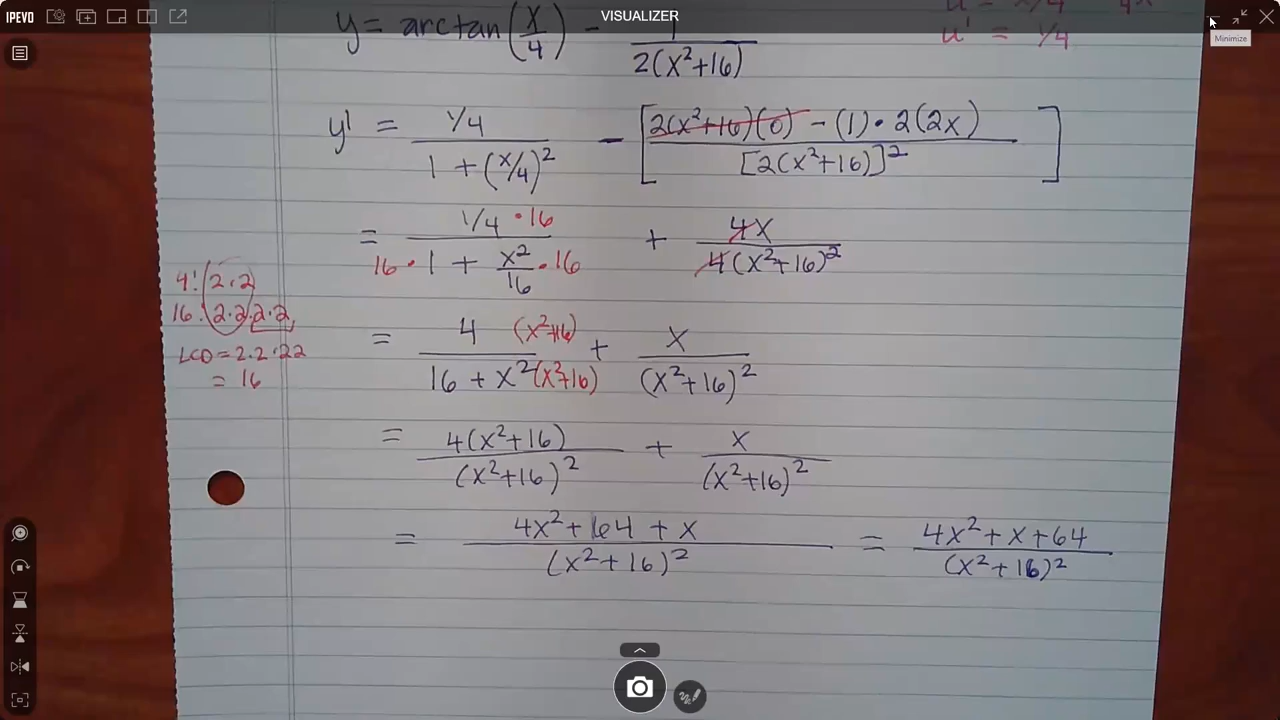 IPEVO
VISUALIZER
Minimize
y = arctan(x/4) - 1/(2(x²+16))
u' = 1/4
y' = (1/4)/(1 + (x/4)²) - [(2(x²+16)(0) - (1)·2(2x))/([2(x²+16)]²)]
= (1/4 ·16)/(16· 1 + x²/16 ·16) + 4x/(4(x²+16)²)
4: 2·2
16: 2·2·2·2
LCD = 2·2·22
= 16
= (4 (x²+16))/(16 + x² (x²+16)) + x/((x²+16)²)
= (4(x²+16))/((x²+16)²) + x/((x²+16)²)
= (4x²+64 + x)/((x²+16)²) = (4x² + x + 64)/((x²+16)²)